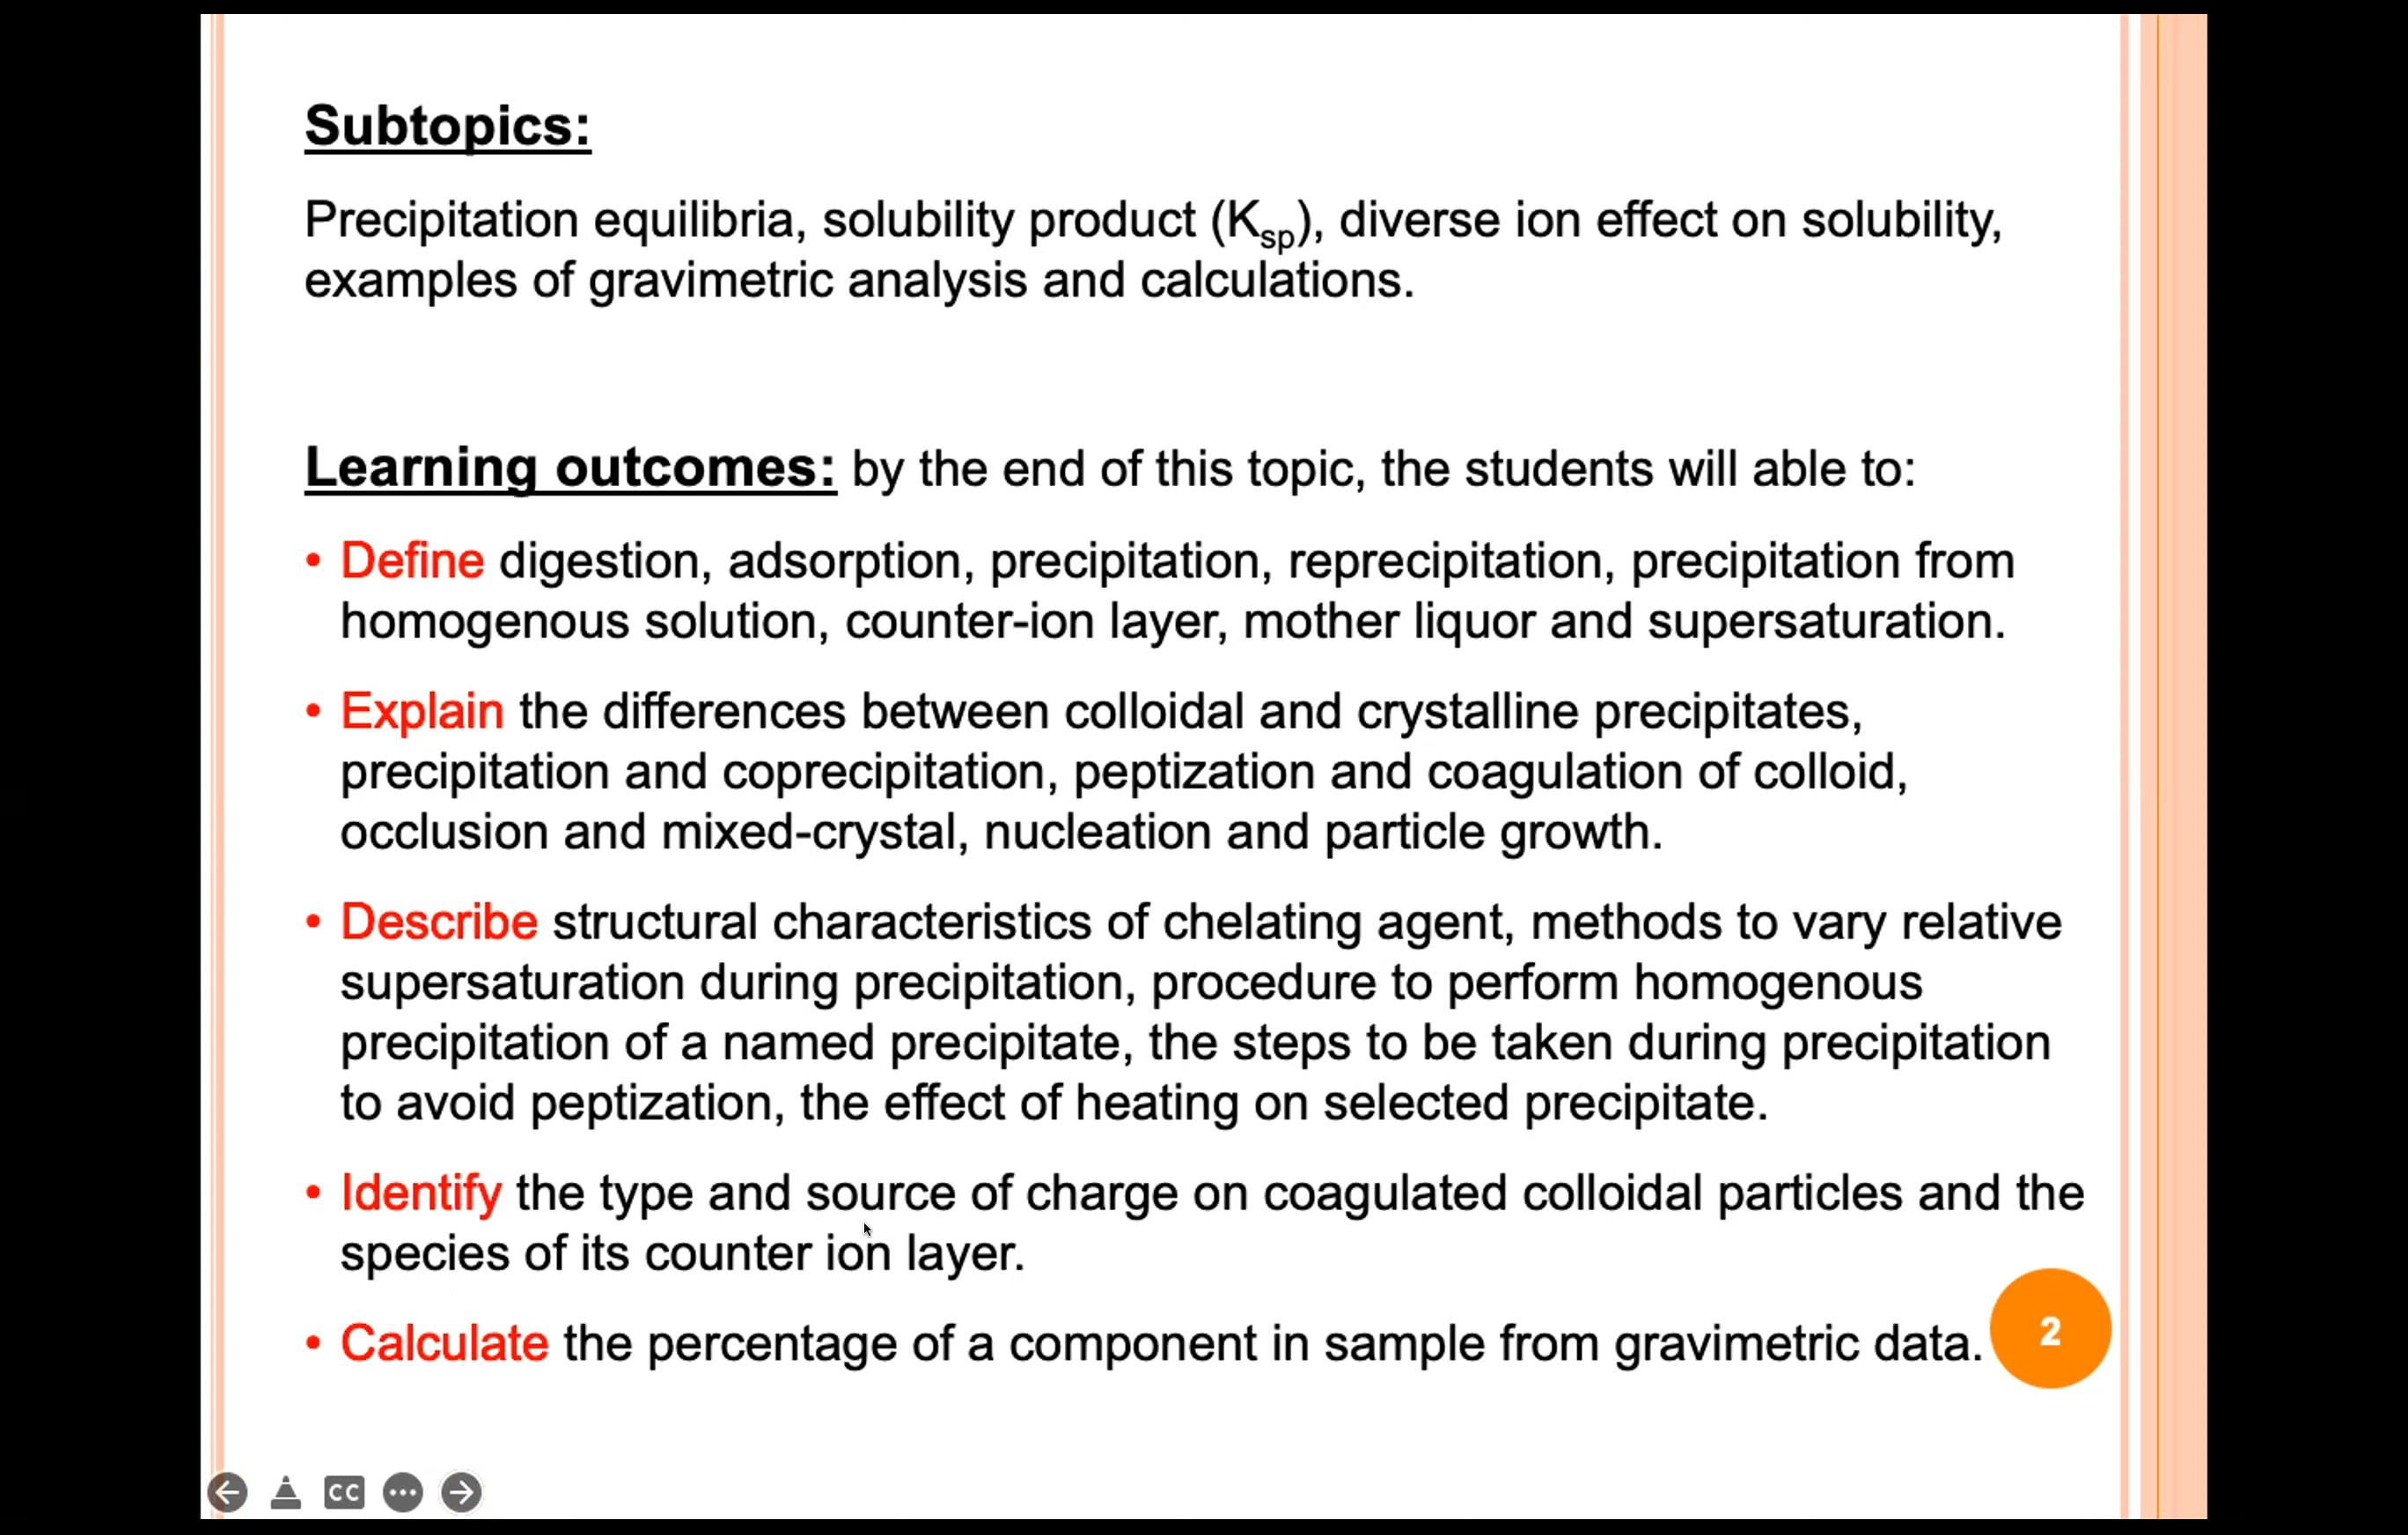 Subtopics:
Precipitation equilibria, solubility product (Ksp), diverse ion effect on solubility,
examples of gravimetric analysis and calculations.
Learning outcomes: by the end of this topic, the students will able to:
• Define digestion, adsorption, precipitation, reprecipitation, precipitation from
homogenous solution, counter-ion layer, mother liquor and supersaturation.
• Explain the differences between colloidal and crystalline precipitates,
precipitation and coprecipitation, peptization and coagulation of colloid,
occlusion and mixed-crystal, nucleation and particle growth.
• Describe structural characteristics of chelating agent, methods to vary relative
supersaturation during precipitation, procedure to perform homogenous
precipitation of a named precipitate, the steps to be taken during precipitation
to avoid peptization, the effect of heating on selected precipitate.
• Identify the type and source of charge on coagulated colloidal particles and the
species of its counter ion layer.
• Calculate the percentage of a component in sample from gravimetric data.
2
CC